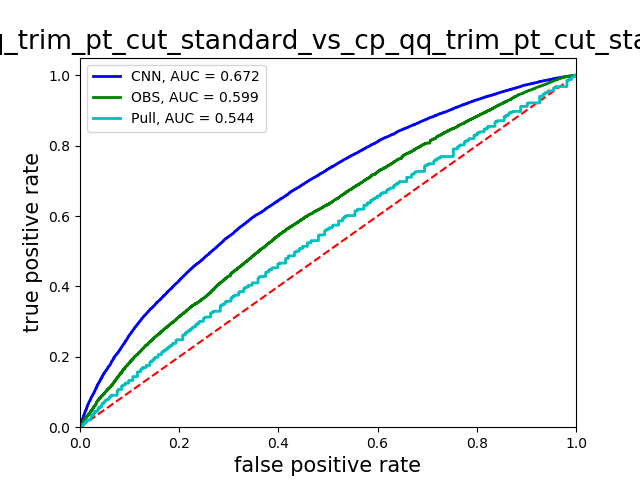 _trim_pt_cut_standard_vs_cp_qq_trim_pt_cut_sta
CNN, AUC = 0.672
OBS, AUC = 0.599
Pull, AUC = 0.544
1.0
0.8
0.6
0.4
0.2
0.0
true positive rate
0.0 0.2 0.4 0.6 0.8 1.0
false positive rate